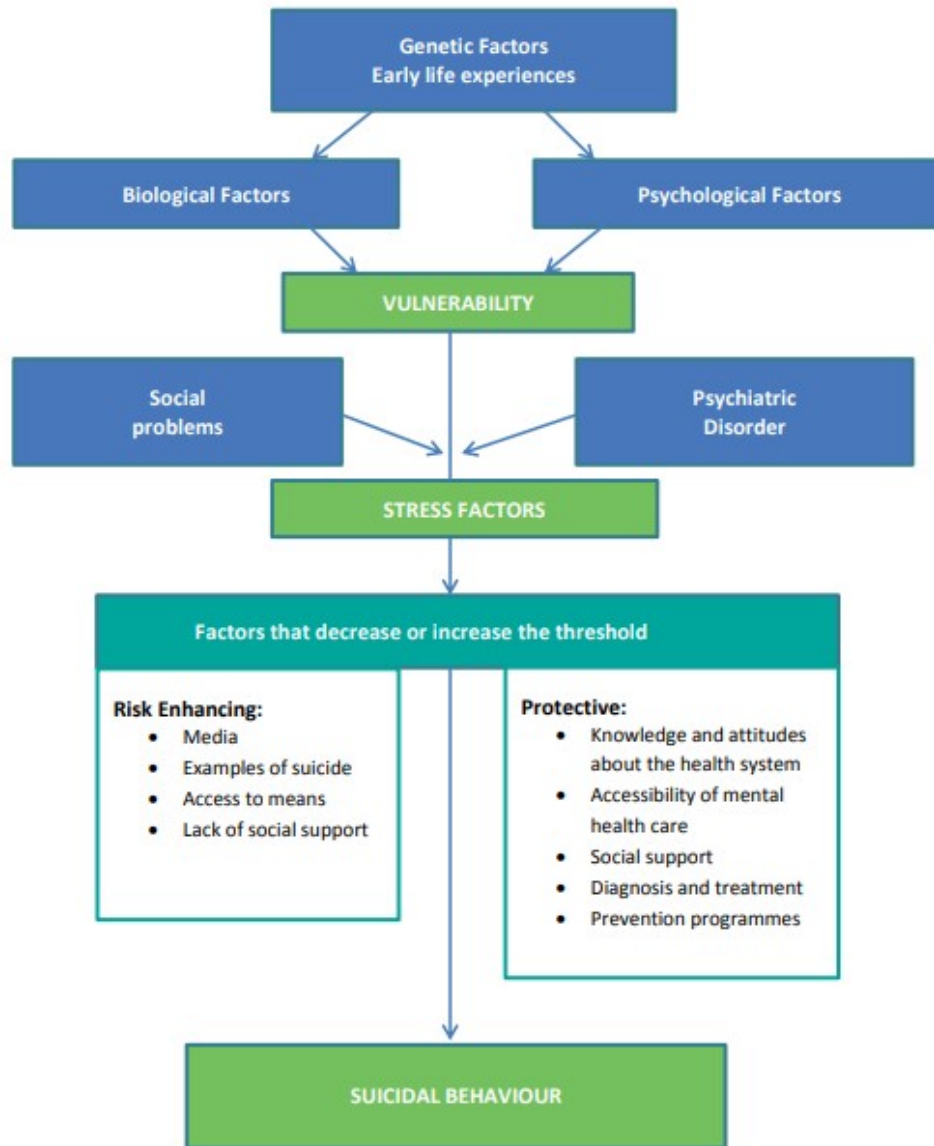 Genetic Factors
Early life experiences
Biological Factors
Psychological Factors
VULNERABILITY
Social
problems
Psychiatric
Disorder
STRESS FACTORS
Factors that decrease or increase the threshold
Risk Enhancing:
• Media
• Examples of suicide
• Access to means
• Lack of social support
Protective:
• Knowledge and attitudes
about the health system
• Accessibility of mental
health care
• Social support
• Diagnosis and treatment
• Prevention programmes
SUICIDAL BEHAVIOUR